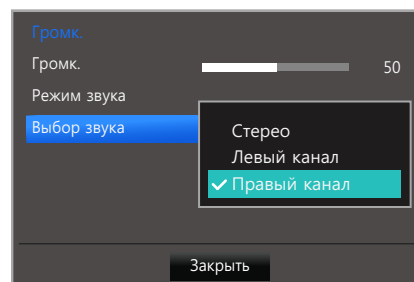 Громк.
Громк. 50
Режим звука
Выбор звука
Стерео
Левый канал
Правый канал
Закрыть